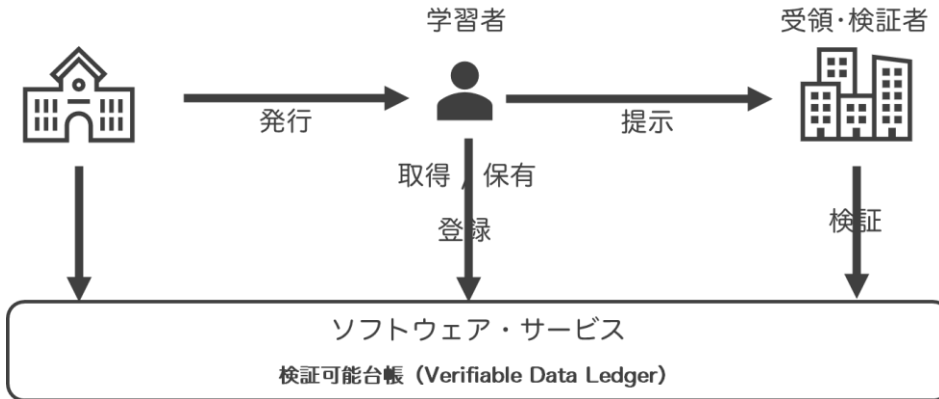 学習者
受領・検証者
発行
提示
取得 / 保有
登録
検証
ソフトウェア・サービス
検証可能台帳（Verifiable Data Ledger）